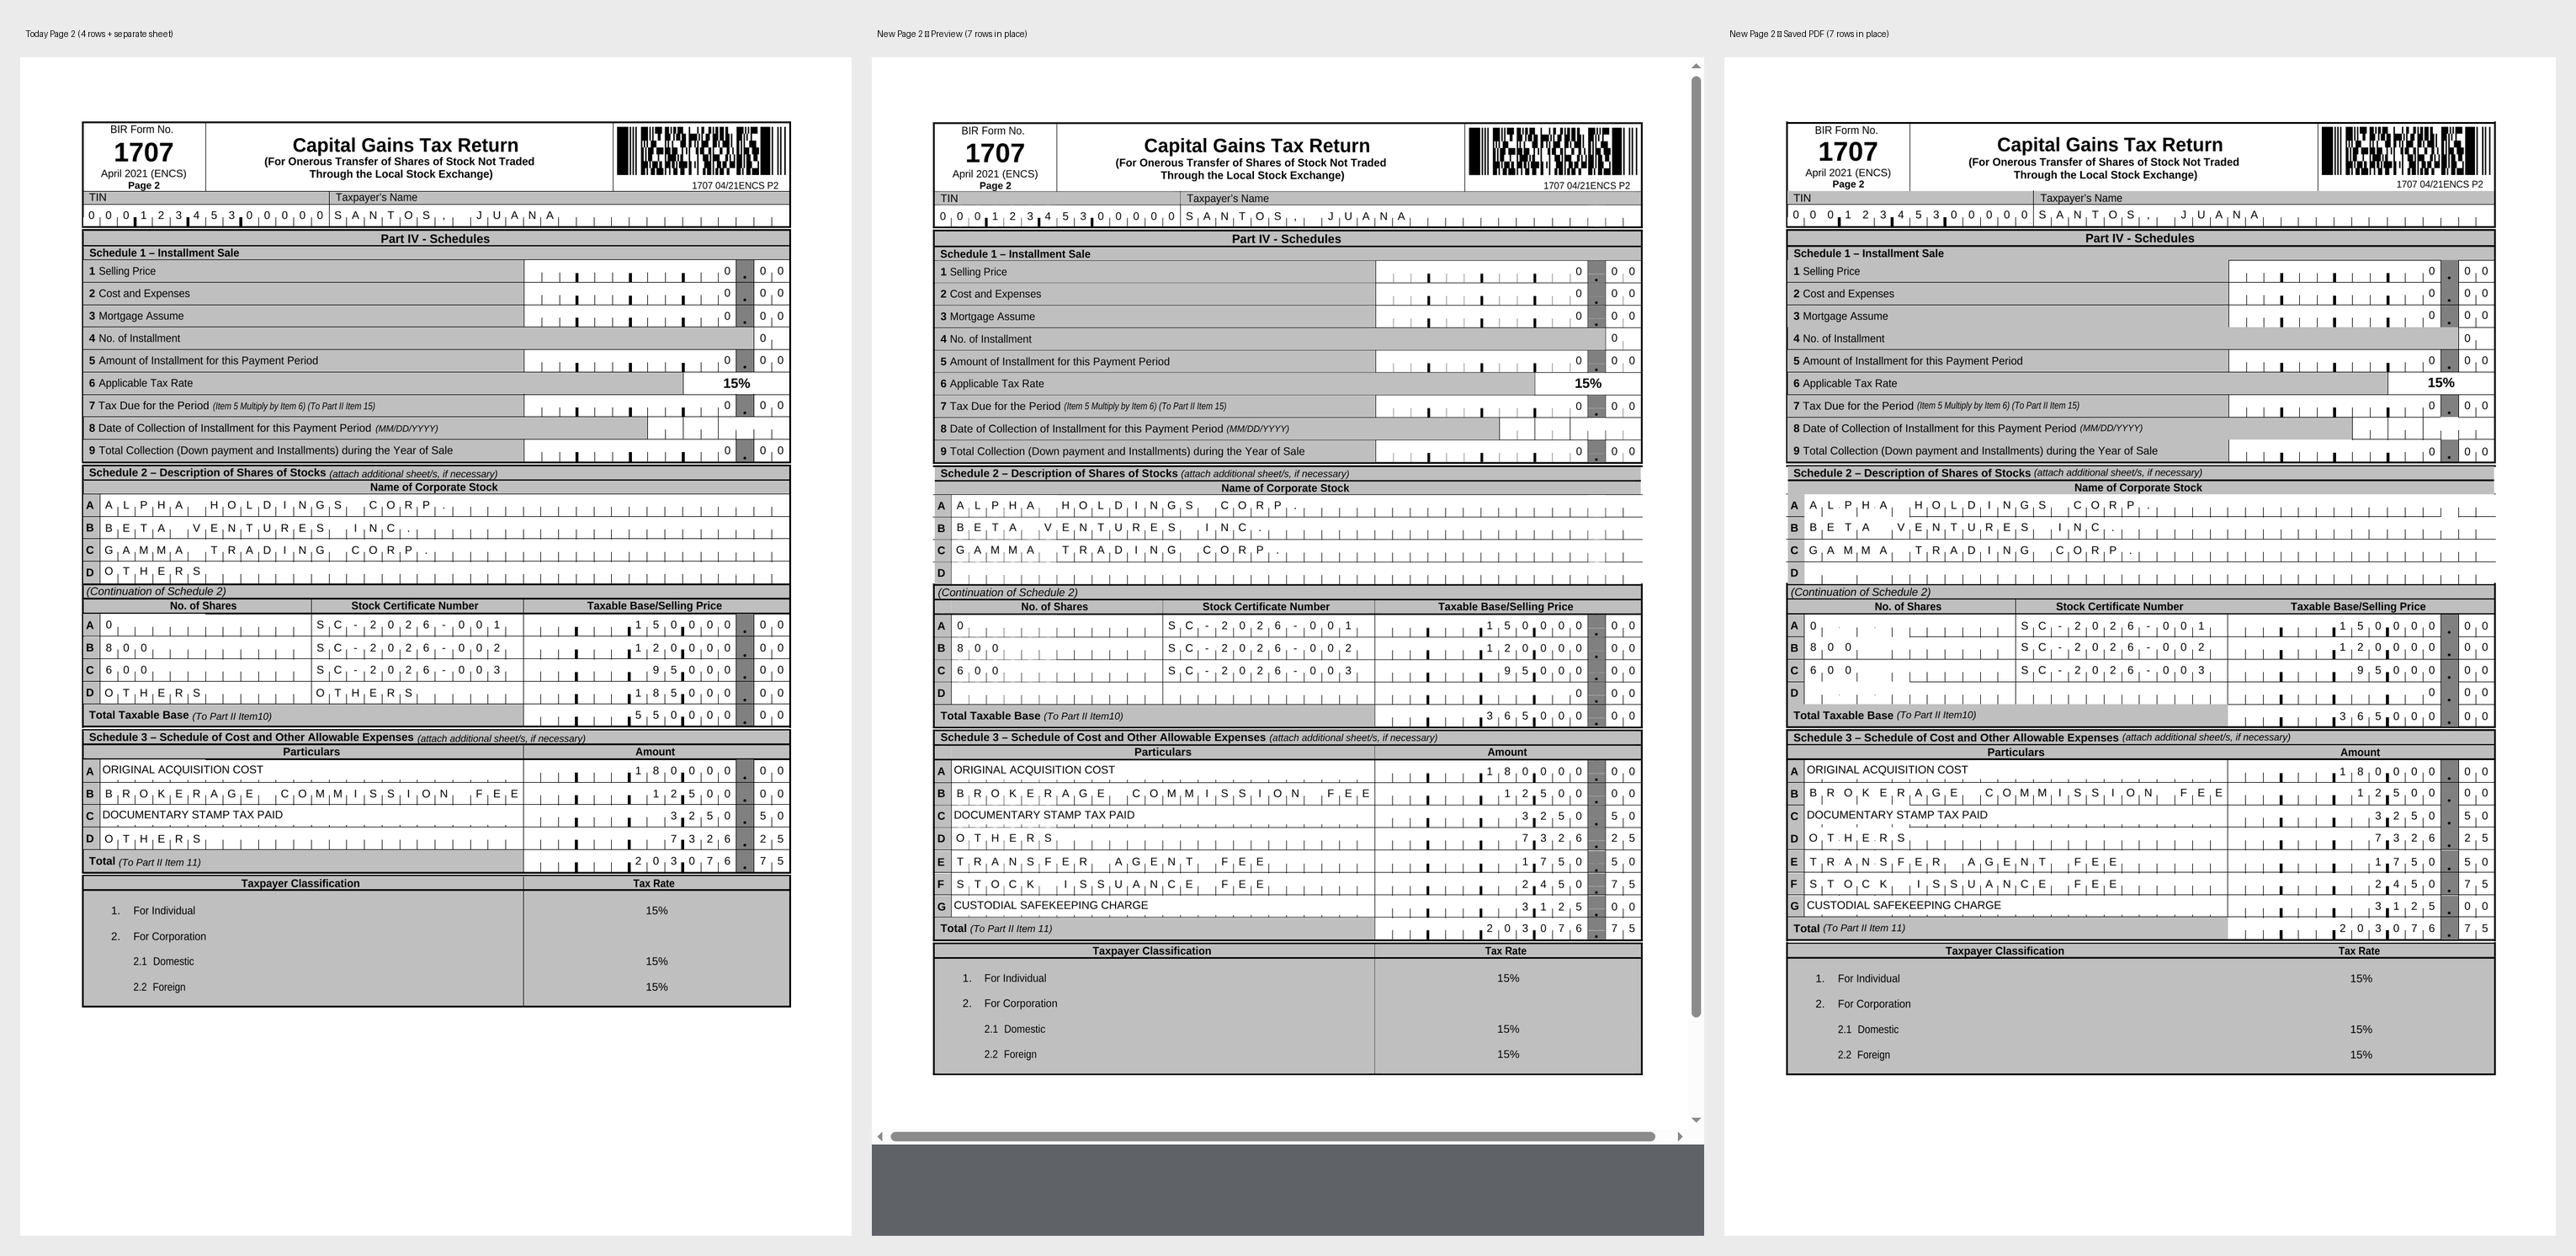 Today Page 2 (4 rows + separate sheet)
BIR Form No.
1707
April 2021 (ENCS)
Page 2
Capital Gains Tax Return
(For Onerous Transfer of Shares of Stock Not Traded
Through the Local Stock Exchange)
1707 04/21ENCS P2
TIN Taxpayer's Name
00012345300000 SANTOS, JUANA
Part IV - Schedules
Schedule 1 – Installment Sale
1 Selling Price 0.00
2 Cost and Expenses 0.00
3 Mortgage Assume 0.00
4 No. of Installment 0
5 Amount of Installment for this Payment Period 0.00
6 Applicable Tax Rate 15%
7 Tax Due for the Period (Item 5 Multiply by Item 6) (To Part II Item 15) 0.00
8 Date of Collection of Installment for this Payment Period (MM/DD/YYYY)
9 Total Collection (Down payment and Installments) during the Year of Sale 0.00
Schedule 2 – Description of Shares of Stocks (attach additional sheet/s, if necessary)
Name of Corporate Stock
A ALPHA HOLDINGS CORP.
B BETA VENTURES INC.
C GAMMA TRADING CORP.
D OTHERS
(Continuation of Schedule 2)
No. of Shares Stock Certificate Number Taxable Base/Selling Price
A 0 SC-2026-001 150000.00
B 800 SC-2026-002 120000.00
C 600 SC-2026-003 95000.00
D OTHERS OTHERS 185000.00
Total Taxable Base (To Part II Item10) 550000.00
Schedule 3 – Schedule of Cost and Other Allowable Expenses (attach additional sheet/s, if necessary)
Particulars Amount
A ORIGINAL ACQUISITION COST 180000.00
B BROKERAGE COMMISSION FEE 12500.00
C DOCUMENTARY STAMP TAX PAID 3250.50
D OTHERS 7326.25
Total (To Part II Item 11) 203076.75
Taxpayer Classification Tax Rate
1. For Individual 15%
2. For Corporation
2.1 Domestic 15%
2.2 Foreign 15%
New Page 2 Preview (7 rows in place)
BIR Form No.
1707
April 2021 (ENCS)
Page 2
Capital Gains Tax Return
(For Onerous Transfer of Shares of Stock Not Traded
Through the Local Stock Exchange)
1707 04/21ENCS P2
TIN Taxpayer's Name
00012345300000 SANTOS, JUANA
Part IV - Schedules
Schedule 1 – Installment Sale
1 Selling Price 0.00
2 Cost and Expenses 0.00
3 Mortgage Assume 0.00
4 No. of Installment 0
5 Amount of Installment for this Payment Period 0.00
6 Applicable Tax Rate 15%
7 Tax Due for the Period (Item 5 Multiply by Item 6) (To Part II Item 15) 0.00
8 Date of Collection of Installment for this Payment Period (MM/DD/YYYY)
9 Total Collection (Down payment and Installments) during the Year of Sale 0.00
Schedule 2 – Description of Shares of Stocks (attach additional sheet/s, if necessary)
Name of Corporate Stock
A ALPHA HOLDINGS CORP.
B BETA VENTURES INC.
C GAMMA TRADING CORP.
D
(Continuation of Schedule 2)
No. of Shares Stock Certificate Number Taxable Base/Selling Price
A 0 SC-2026-001 150000.00
B 800 SC-2026-002 120000.00
C 600 SC-2026-003 95000.00
D 0.00
Total Taxable Base (To Part II Item10) 365000.00
Schedule 3 – Schedule of Cost and Other Allowable Expenses (attach additional sheet/s, if necessary)
Particulars Amount
A ORIGINAL ACQUISITION COST 180000.00
B BROKERAGE COMMISSION FEE 12500.00
C DOCUMENTARY STAMP TAX PAID 3250.50
D OTHERS 7326.25
E TRANSFER AGENT FEE 1750.50
F STOCK ISSUANCE FEE 2450.75
G CUSTODIAL SAFEKEEPING CHARGE 3125.00
Total (To Part II Item 11) 203076.75
Taxpayer Classification Tax Rate
1. For Individual 15%
2. For Corporation
2.1 Domestic 15%
2.2 Foreign 15%
New Page 2 Saved PDF (7 rows in place)
BIR Form No.
1707
April 2021 (ENCS)
Page 2
Capital Gains Tax Return
(For Onerous Transfer of Shares of Stock Not Traded
Through the Local Stock Exchange)
1707 04/21ENCS P2
TIN Taxpayer's Name
00012345300000 SANTOS, JUANA
Part IV - Schedules
Schedule 1 – Installment Sale
1 Selling Price 0.00
2 Cost and Expenses 0.00
3 Mortgage Assume 0.00
4 No. of Installment 0
5 Amount of Installment for this Payment Period 0.00
6 Applicable Tax Rate 15%
7 Tax Due for the Period (Item 5 Multiply by Item 6) (To Part II Item 15) 0.00
8 Date of Collection of Installment for this Payment Period (MM/DD/YYYY)
9 Total Collection (Down payment and Installments) during the Year of Sale 0.00
Schedule 2 – Description of Shares of Stocks (attach additional sheet/s, if necessary)
Name of Corporate Stock
A ALPHA HOLDINGS CORP.
B BETA VENTURES INC.
C GAMMA TRADING CORP.
D
(Continuation of Schedule 2)
No. of Shares Stock Certificate Number Taxable Base/Selling Price
A 0 SC-2026-001 150000.00
B 800 SC-2026-002 120000.00
C 600 SC-2026-003 95000.00
D 0.00
Total Taxable Base (To Part II Item10) 365000.00
Schedule 3 – Schedule of Cost and Other Allowable Expenses (attach additional sheet/s, if necessary)
Particulars Amount
A ORIGINAL ACQUISITION COST 180000.00
B BROKERAGE COMMISSION FEE 12500.00
C DOCUMENTARY STAMP TAX PAID 3250.50
D OTHERS 7326.25
E TRANSFER AGENT FEE 1750.50
F STOCK ISSUANCE FEE 2450.75
G CUSTODIAL SAFEKEEPING CHARGE 3125.00
Total (To Part II Item 11) 203076.75
Taxpayer Classification Tax Rate
1. For Individual 15%
2. For Corporation
2.1 Domestic 15%
2.2 Foreign 15%